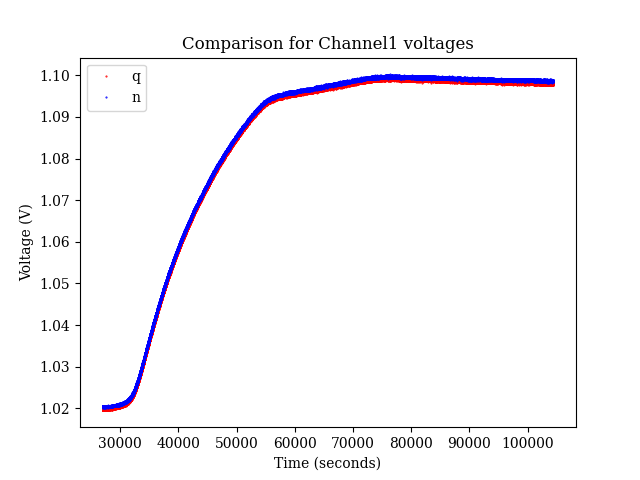 Comparison for Channel1 voltages
q
n
1.10
1.09
1.08
1.07
1.06
1.05
1.04
1.03
1.02
Voltage (V)
30000 40000 50000 60000 70000 80000 90000 100000
Time (seconds)